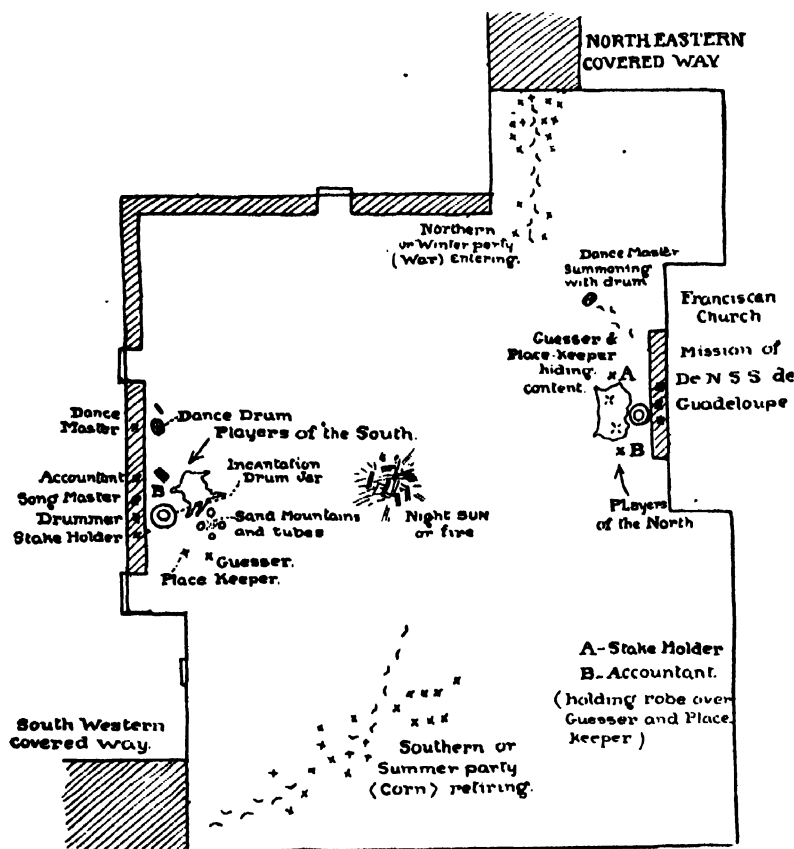 NORTH EASTERN
COVERED WAY
Northern
or Winter party
(War) Entering.
Dance Master
Summoning
with drum
Franciscan
Church
Mission of
De N S S de
Guadeloupe
Guesser &
Place-Keeper
hiding
content.
A
B
Players
of the North
Dance
Master
Dance Drum
Players of the South.
Accountant
B
Incantation
Drum Jar
Song Master
Drummer
Stake Holder
Sand Mountains
and tubes
Guesser.
Place Keeper.
Night SUN
or fire
A-Stake Holder
B-Accountant.
(holding robe over
Guesser and Place
Keeper)
South Western
Covered Way.
Southern or
Summer party
(Corn) retiring.